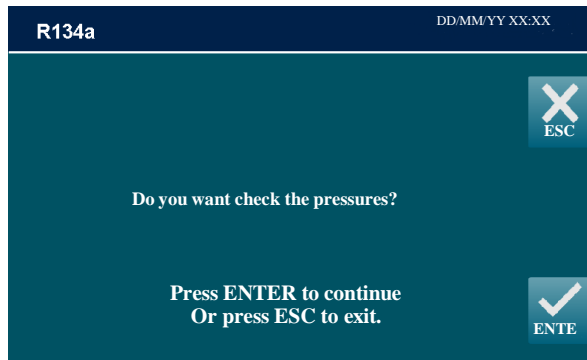 R134a
DD/MM/YY XX:XX
ESC
Do you want check the pressures?
Press ENTER to continue
Or press ESC to exit.
ENTE